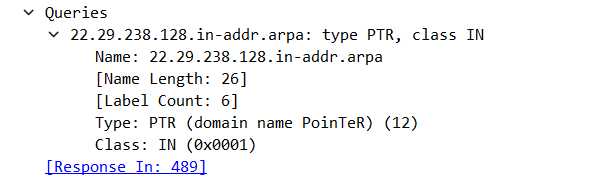 Queries
22.29.238.128.in-addr.arpa: type PTR, class IN
Name: 22.29.238.128.in-addr.arpa
[Name Length: 26]
[Label Count: 6]
Type: PTR (domain name PoinTeR) (12)
Class: IN (0x0001)
[Response In: 489]